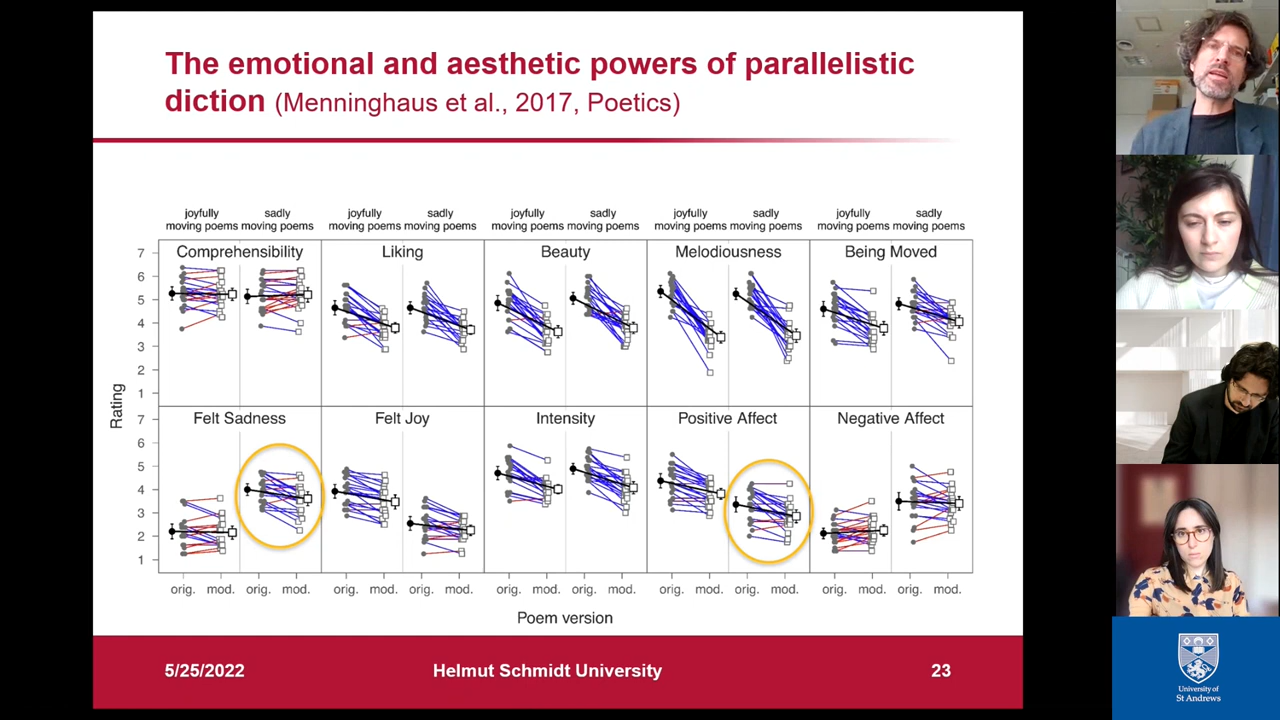 The emotional and aesthetic powers of parallelistic
diction (Menninghaus et al., 2017, Poetics)
joyfully sadly joyfully sadly joyfully sadly joyfully sadly joyfully sadly
moving poems moving poems moving poems moving poems moving poems moving poems moving poems moving poems moving poems moving poems
Comprehensibility Liking Beauty Melodiousness Being Moved
7
6
5
4
3
2
1
Rating
Felt Sadness Felt Joy Intensity Positive Affect Negative Affect
7
6
5
4
3
2
1
orig. mod. orig. mod. orig. mod. orig. mod. orig. mod. orig. mod. orig. mod. orig. mod. orig. mod. orig. mod.
Poem version
5/25/2022 Helmut Schmidt University 23
University of
St Andrews